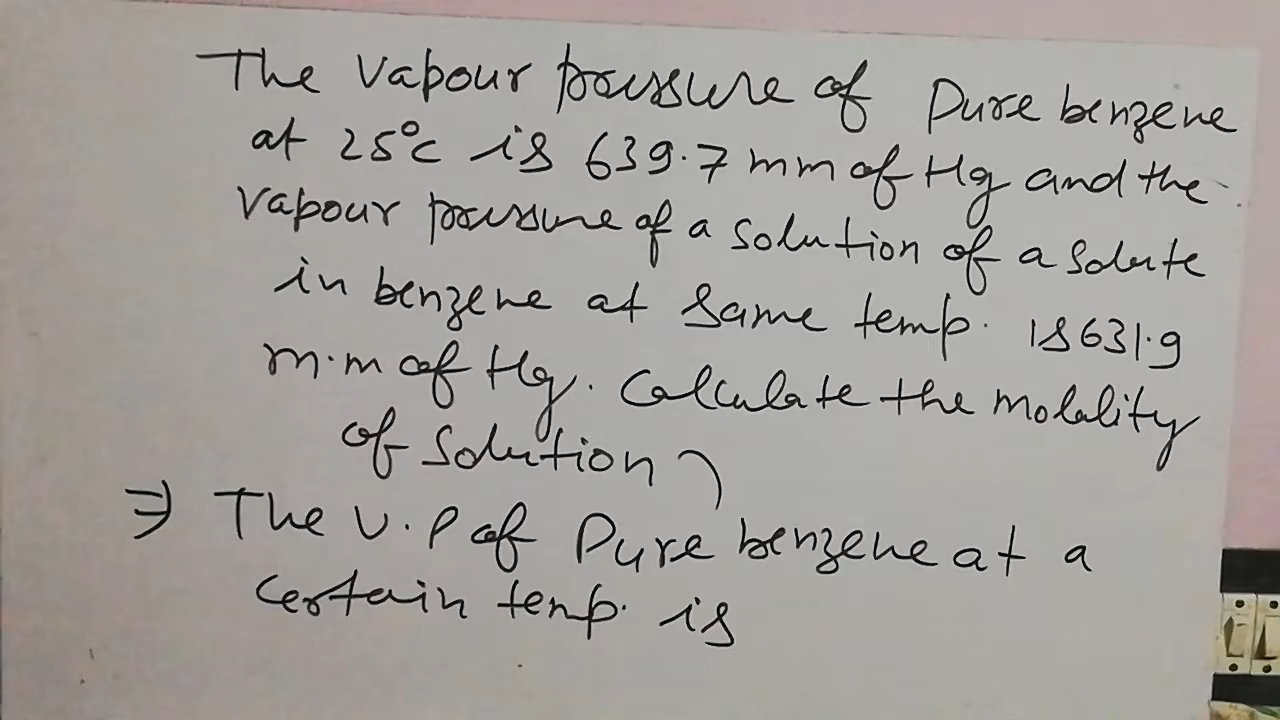 The vapour pressure of Pure benzene
at 25°c is 639.7 mm of Hg and the
vapour pressure of a solution of a solute
in benzene at same temp. is 631.9
m.m of Hg. Calculate the molality
of solution
⇒ The v.p of Pure benzene at a
certain temp. is